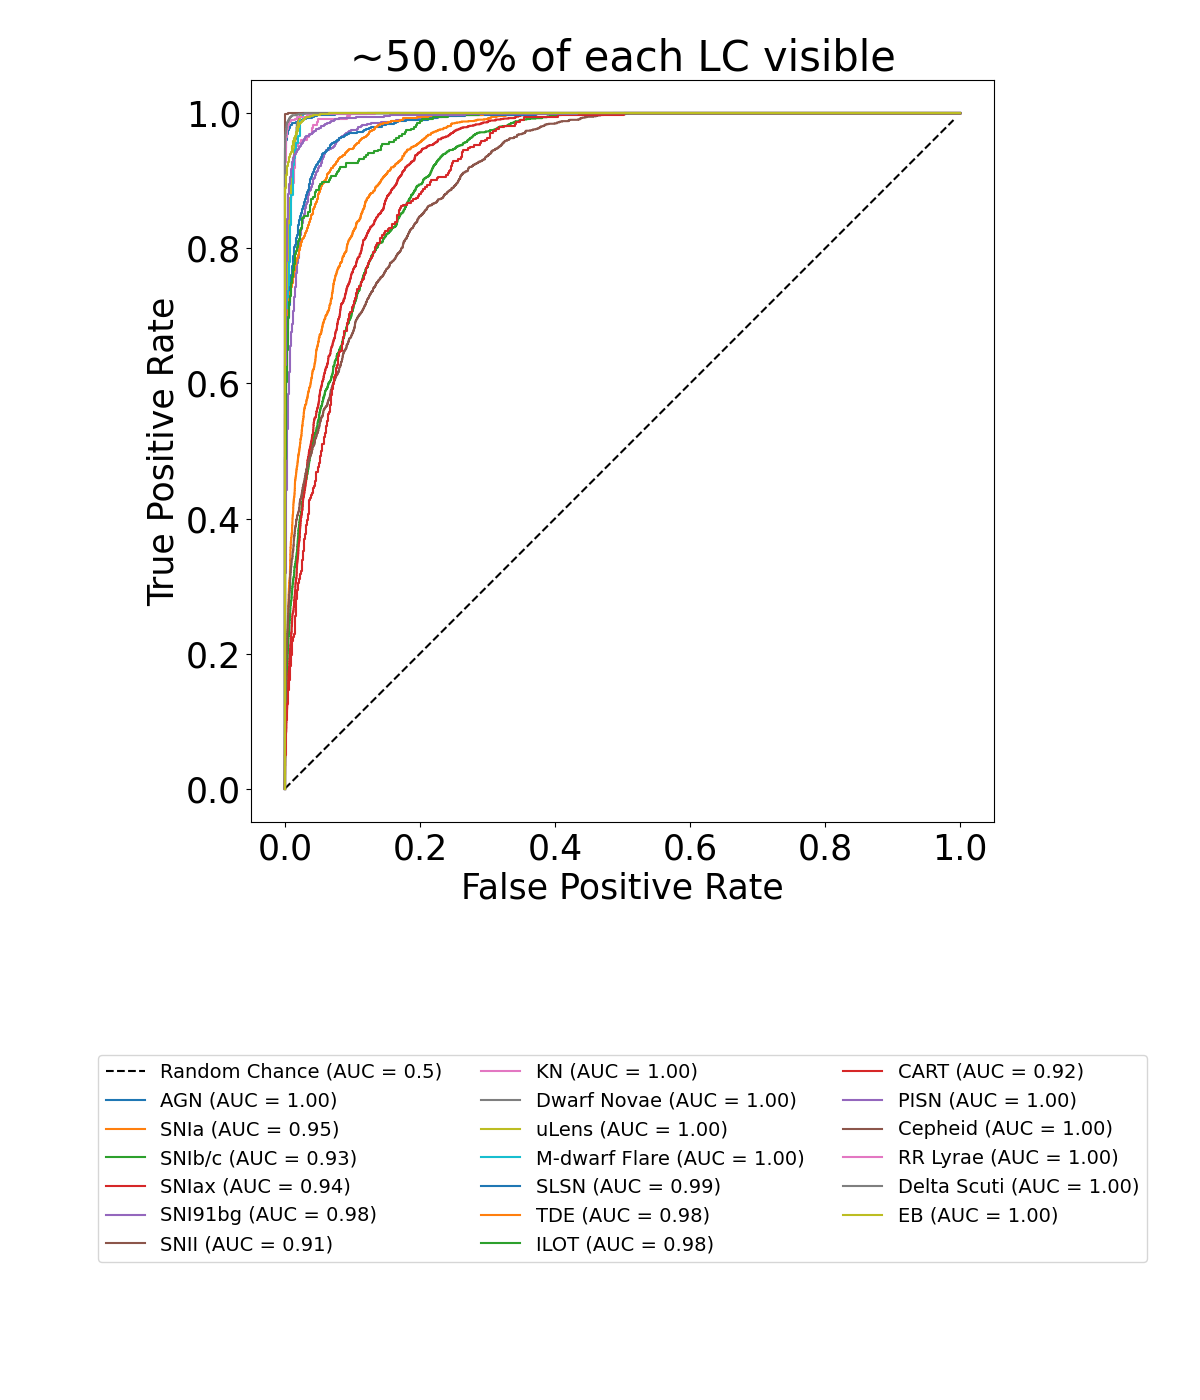 ~50.0% of each LC visible
1.0
0.8
0.6
0.4
0.2
0.0
True Positive Rate
0.0 0.2 0.4 0.6 0.8 1.0
False Positive Rate
Random Chance (AUC = 0.5)
AGN (AUC = 1.00)
SNIa (AUC = 0.95)
SNIb/c (AUC = 0.93)
SNIax (AUC = 0.94)
SNI91bg (AUC = 0.98)
SNII (AUC = 0.91)
KN (AUC = 1.00)
Dwarf Novae (AUC = 1.00)
uLens (AUC = 1.00)
M-dwarf Flare (AUC = 1.00)
SLSN (AUC = 0.99)
TDE (AUC = 0.98)
ILOT (AUC = 0.98)
CART (AUC = 0.92)
PISN (AUC = 1.00)
Cepheid (AUC = 1.00)
RR Lyrae (AUC = 1.00)
Delta Scuti (AUC = 1.00)
EB (AUC = 1.00)